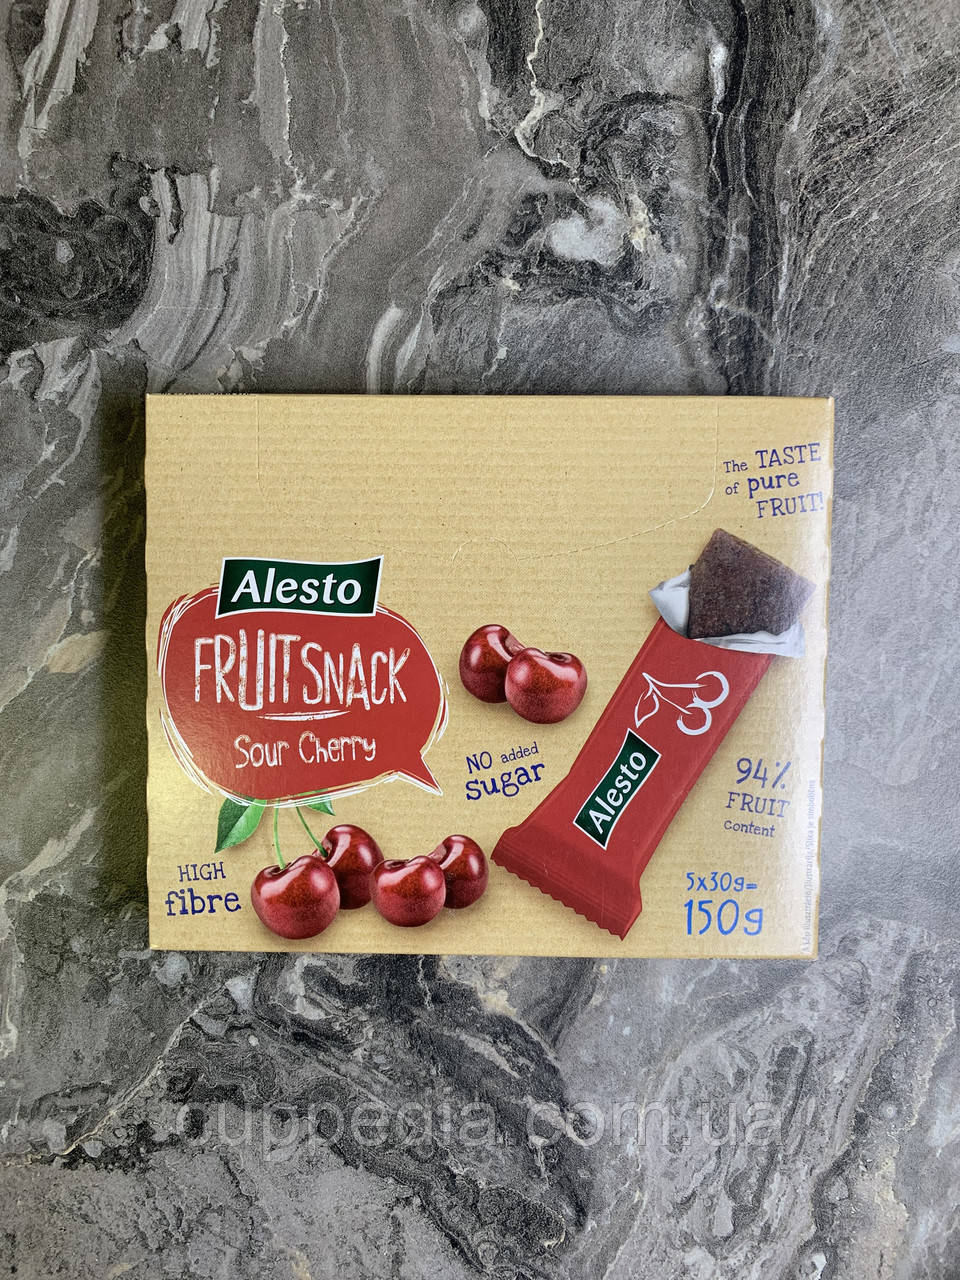 The TASTE
of pure
FRUIT!
Alesto
FRUIT SNACK
Sour Cherry
NO added
sugar
Alesto
94%
FRUIT
content
HIGH
fibre
5x30g=
150g
cuppedia.com.ua